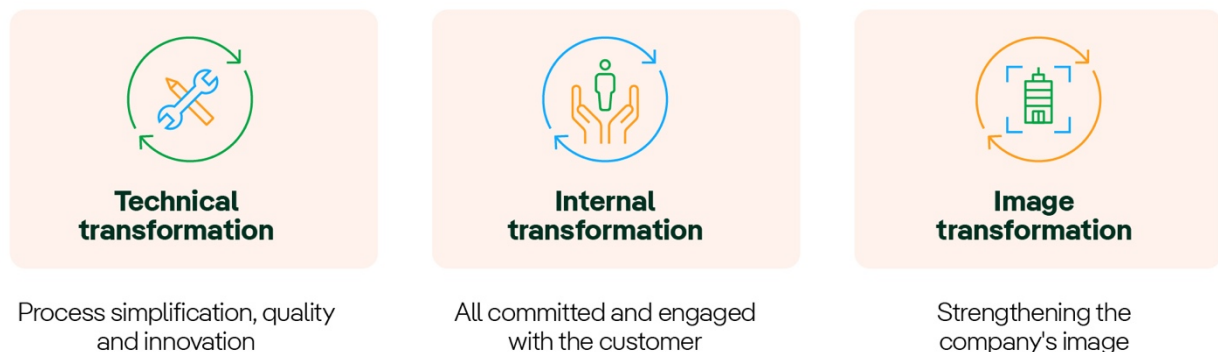 Technical
transformation
Process simplification, quality
and innovation
Internal
transformation
All committed and engaged
with the customer
Image
transformation
Strengthening the
company's image